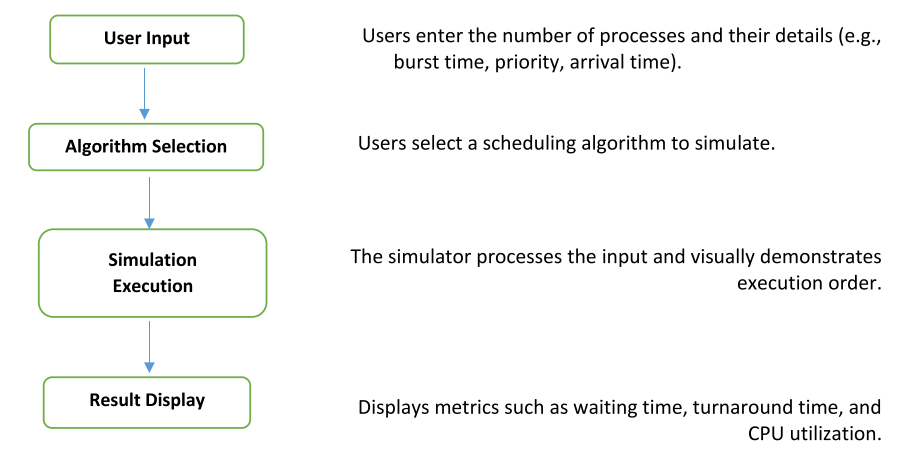 User Input
Users enter the number of processes and their details (e.g.,
burst time, priority, arrival time).
Algorithm Selection
Users select a scheduling algorithm to simulate.
Simulation
Execution
The simulator processes the input and visually demonstrates
execution order.
Result Display
Displays metrics such as waiting time, turnaround time, and
CPU utilization.